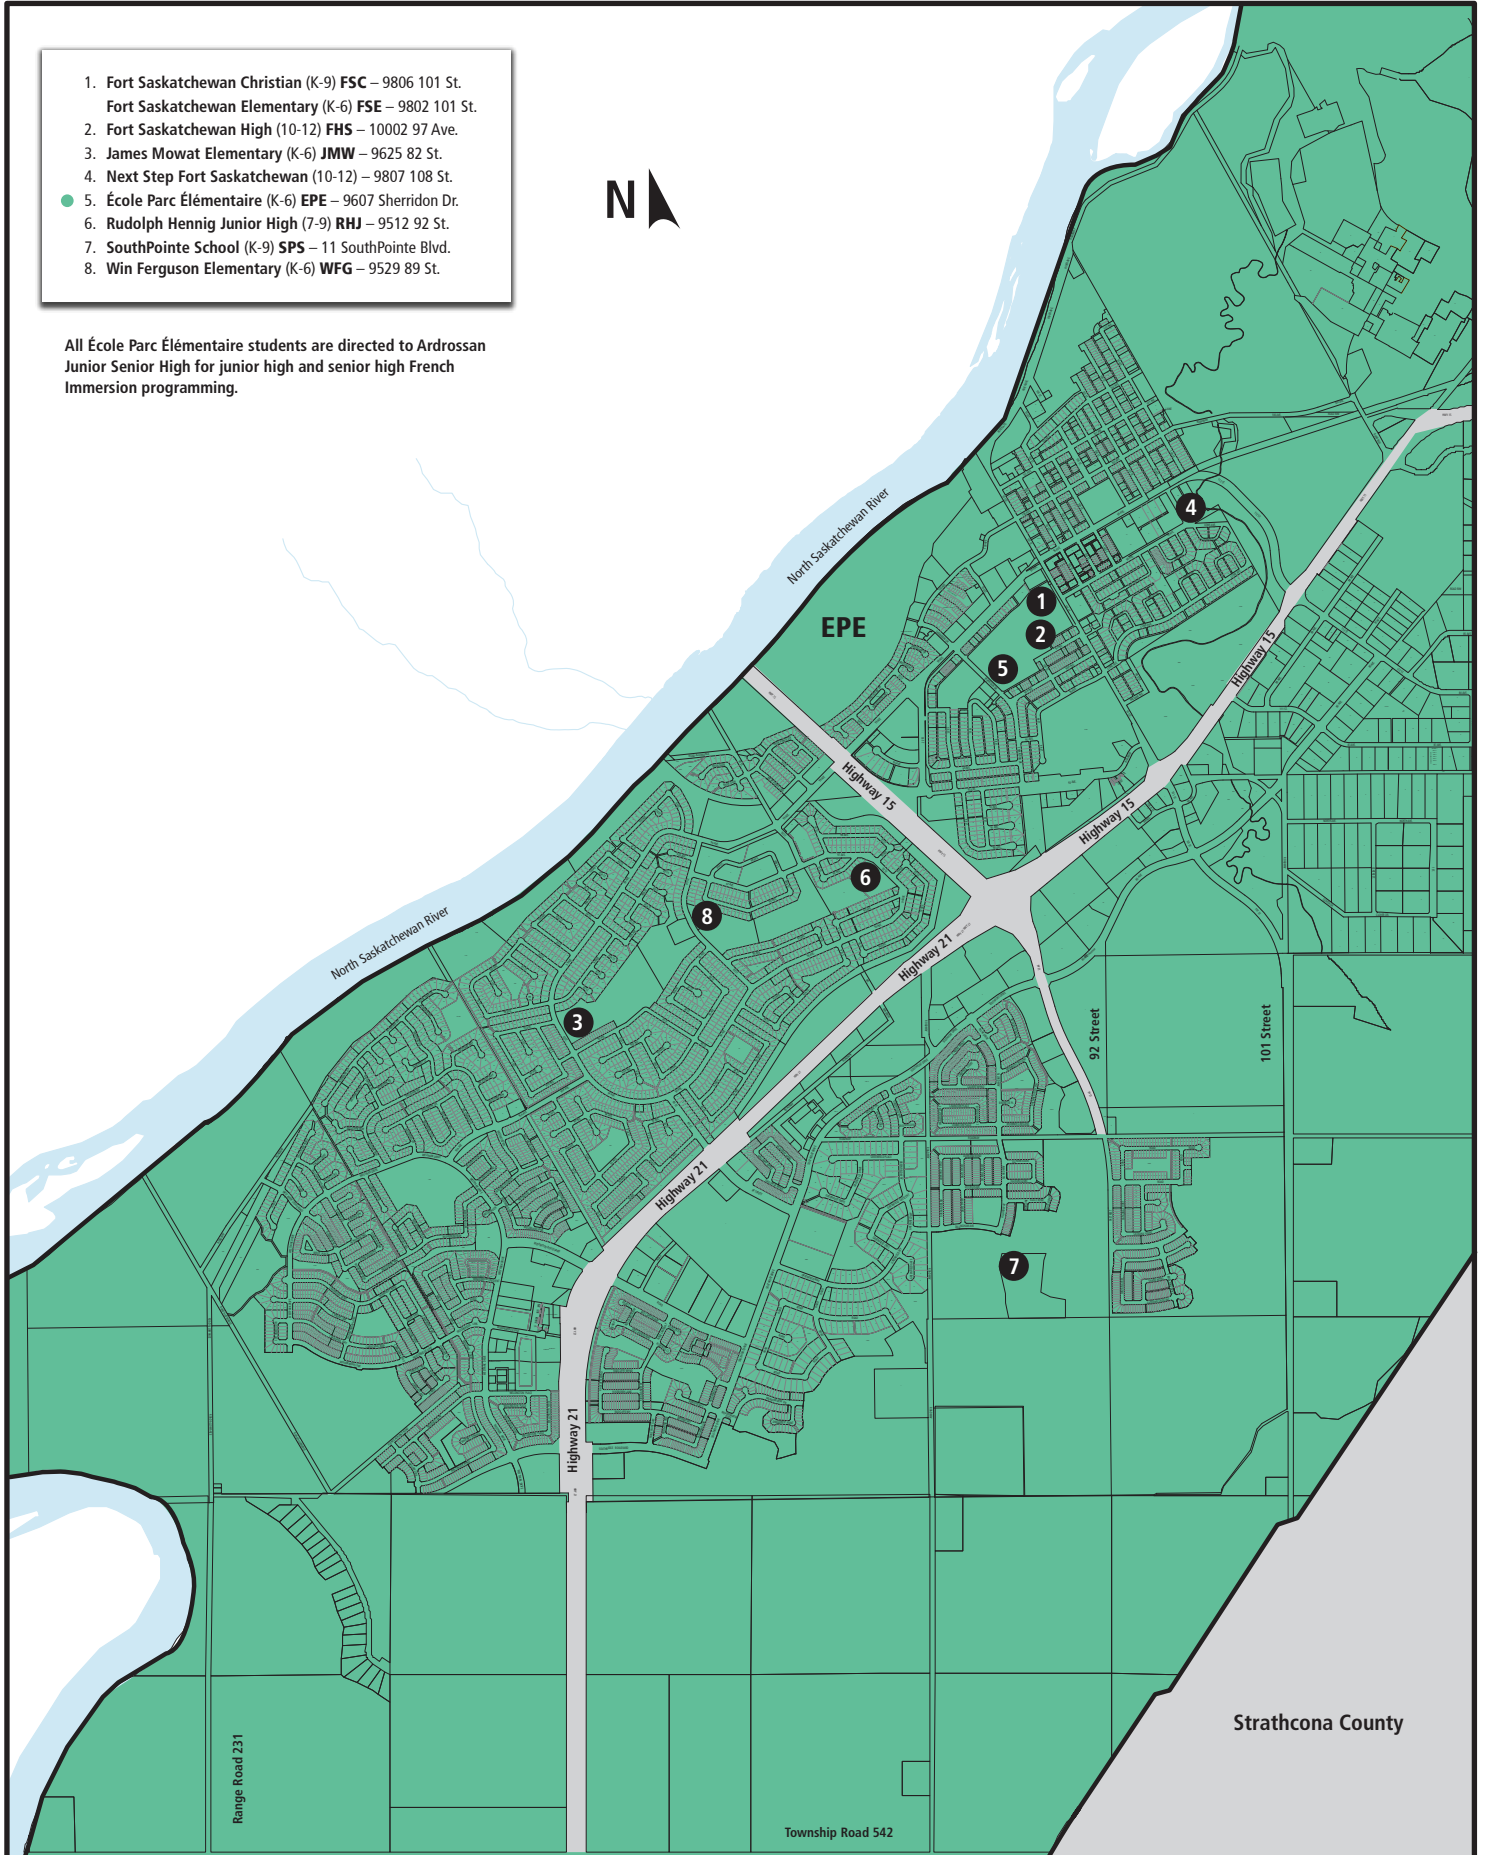 1. Fort Saskatchewan Christian (K-9) FSC – 9806 101 St.
Fort Saskatchewan Elementary (K-6) FSE – 9802 101 St.
2. Fort Saskatchewan High (10-12) FHS – 10002 97 Ave.
3. James Mowat Elementary (K-6) JMW – 9625 82 St.
4. Next Step Fort Saskatchewan (10-12) – 9807 108 St.
5. École Parc Élémentaire (K-6) EPE – 9607 Sherridon Dr.
6. Rudolph Hennig Junior High (7-9) RHJ – 9512 92 St.
7. SouthPointe School (K-9) SPS – 11 SouthPointe Blvd.
8. Win Ferguson Elementary (K-6) WFG – 9529 89 St.
N
All École Parc Élémentaire students are directed to Ardrossan
Junior Senior High for junior high and senior high French
Immersion programming.
North Saskatchewan River
4
1
EPE
2
5
Highway 15
Highway 15
Highway 15
6
8
North Saskatchewan River
Highway 21
3
92 Street
101 Street
Highway 21
7
Highway 21
Strathcona County
Range Road 231
Township Road 542